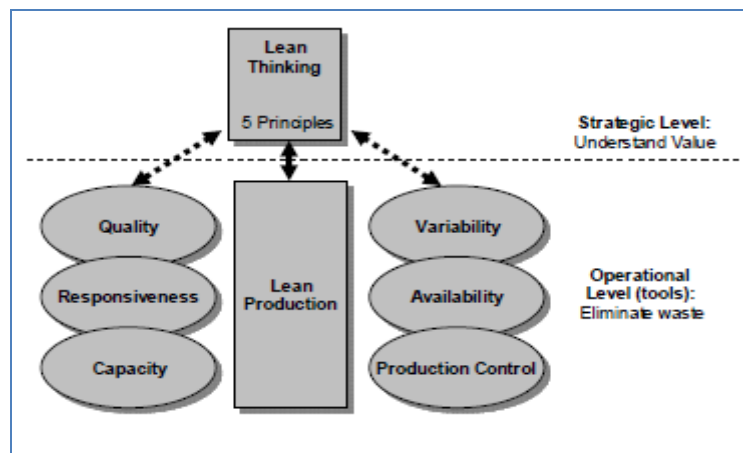 Lean
Thinking
5 Principles
Strategic Level:
Understand Value
Quality
Responsiveness
Capacity
Lean
Production
Variability
Availability
Production Control
Operational
Level (tools):
Eliminate waste